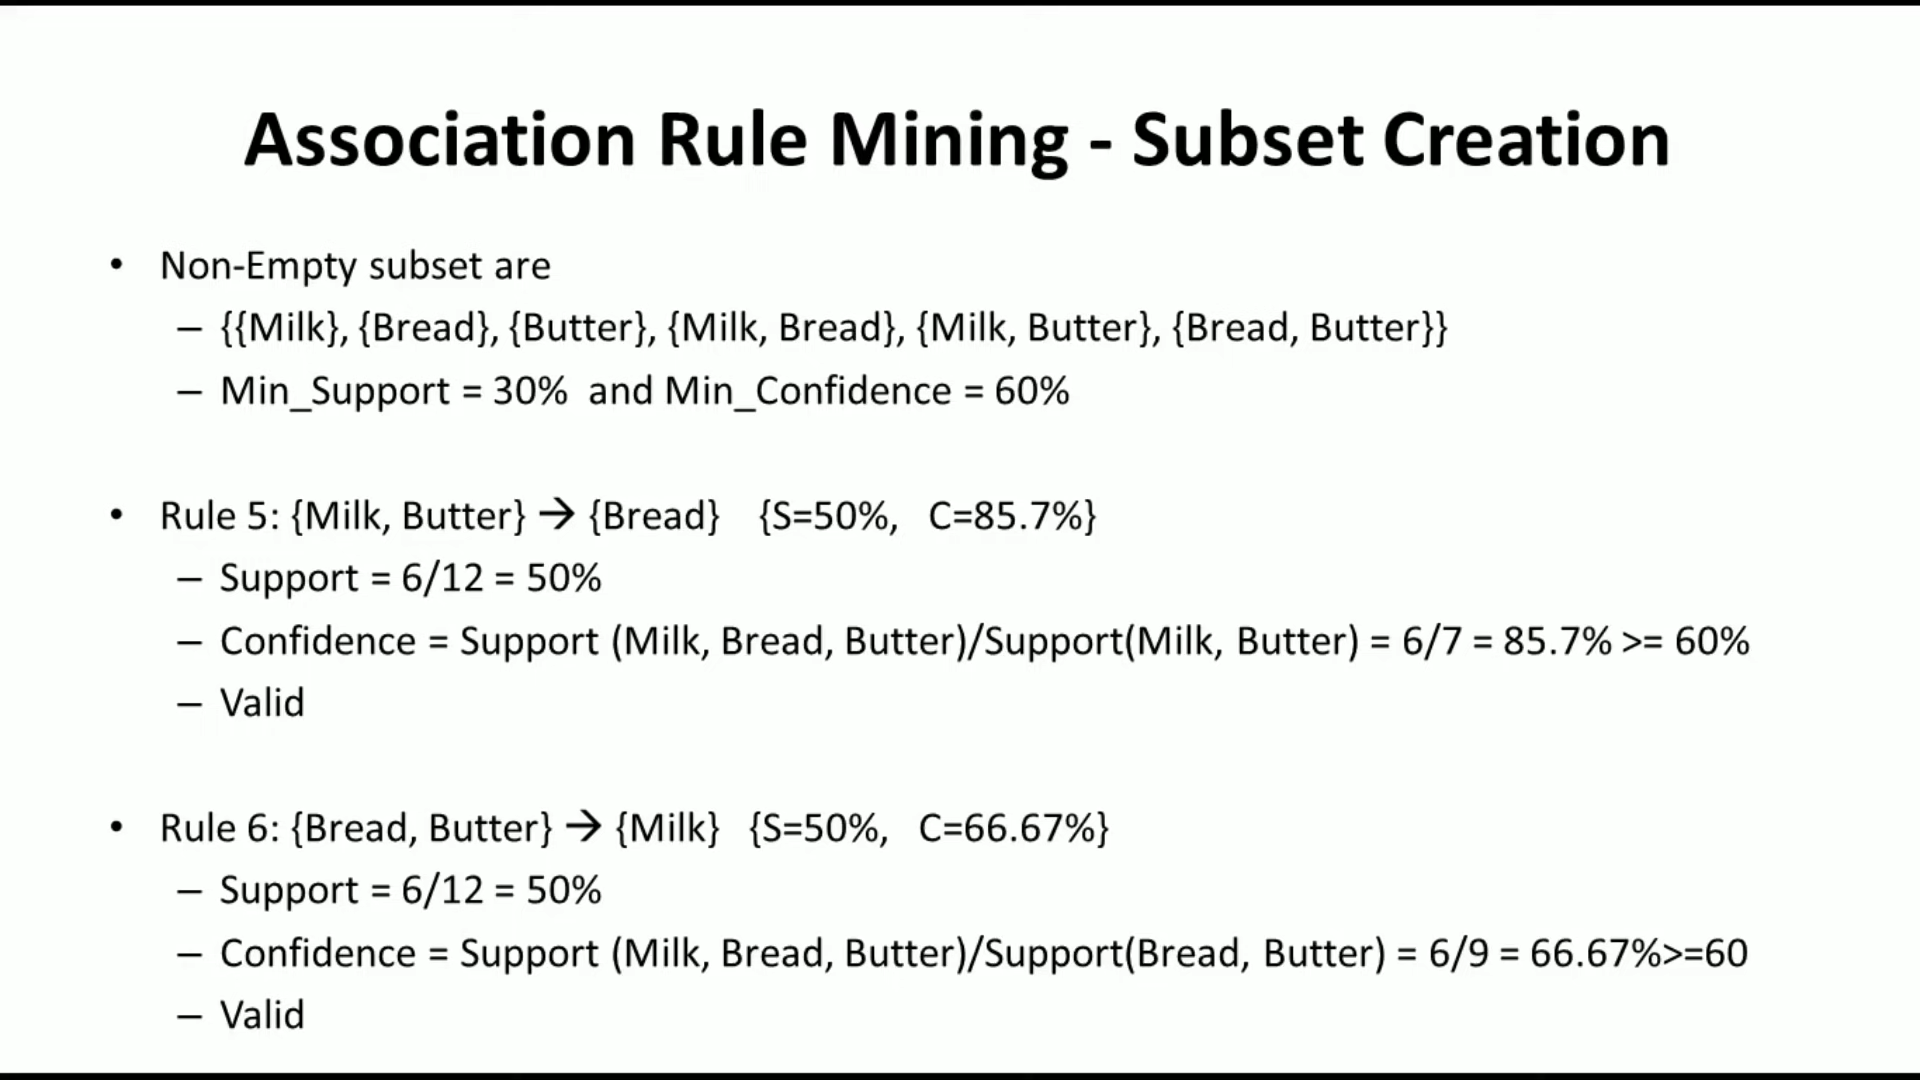 Association Rule Mining - Subset Creation
• Non-Empty subset are
– {{Milk}, {Bread}, {Butter}, {Milk, Bread}, {Milk, Butter}, {Bread, Butter}}
– Min_Support = 30%  and Min_Confidence = 60%
• Rule 5: {Milk, Butter} → {Bread}   {S=50%,   C=85.7%}
– Support = 6/12 = 50%
– Confidence = Support (Milk, Bread, Butter)/Support(Milk, Butter) = 6/7 = 85.7% >= 60%
– Valid
• Rule 6: {Bread, Butter} → {Milk}   {S=50%,   C=66.67%}
– Support = 6/12 = 50%
– Confidence = Support (Milk, Bread, Butter)/Support(Bread, Butter) = 6/9 = 66.67%>=60
– Valid